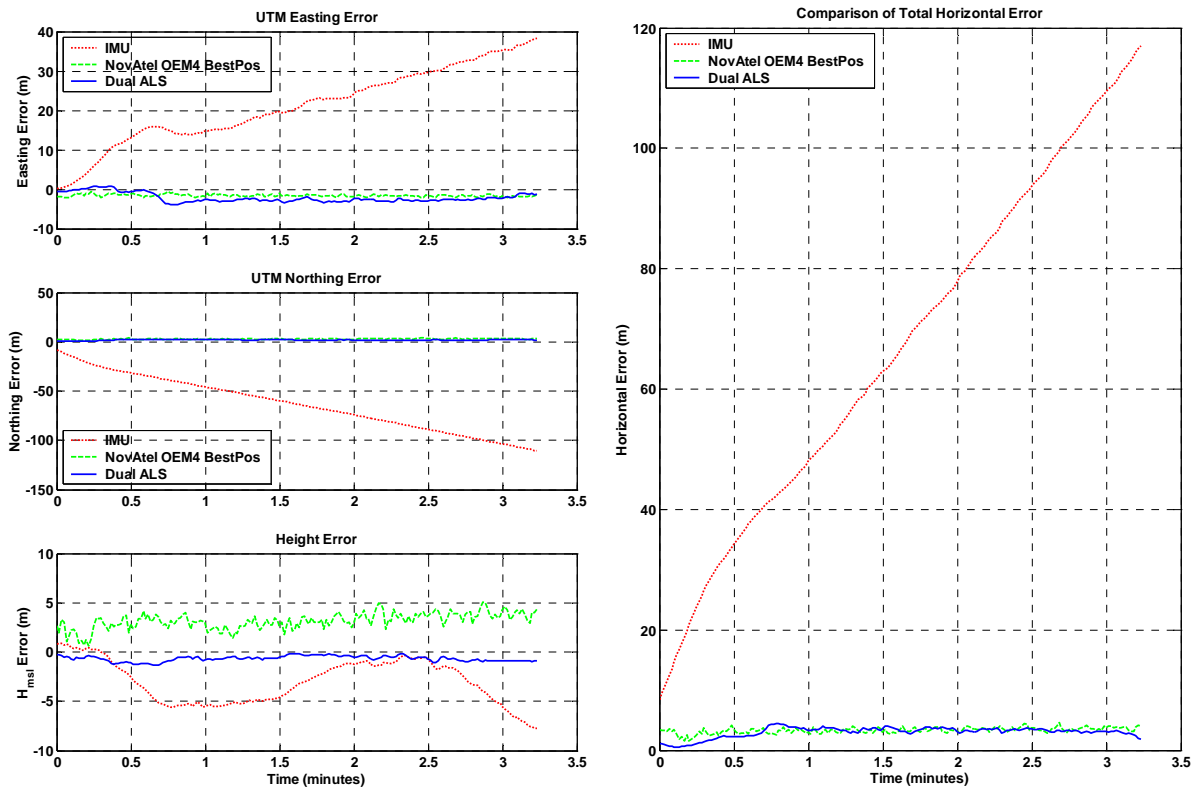 UTM Easting Error
40
30
20
10
0
-10
Easting Error (m)
IMU
NovAtel OEM4 BestPos
Dual ALS
0 0.5 1 1.5 2 2.5 3 3.5
UTM Northing Error
50
0
-50
-100
-150
Northing Error (m)
IMU
NovAtel OEM4 BestPos
Dual ALS
0 0.5 1 1.5 2 2.5 3 3.5
Height Error
10
5
0
-5
-10
H_msl Error (m)
0 0.5 1 1.5 2 2.5 3 3.5
Time (minutes)
Comparison of Total Horizontal Error
120
100
80
60
40
20
0
Horizontal Error (m)
IMU
NovAtel OEM4 BestPos
Dual ALS
0 0.5 1 1.5 2 2.5 3 3.5
Time (minutes)